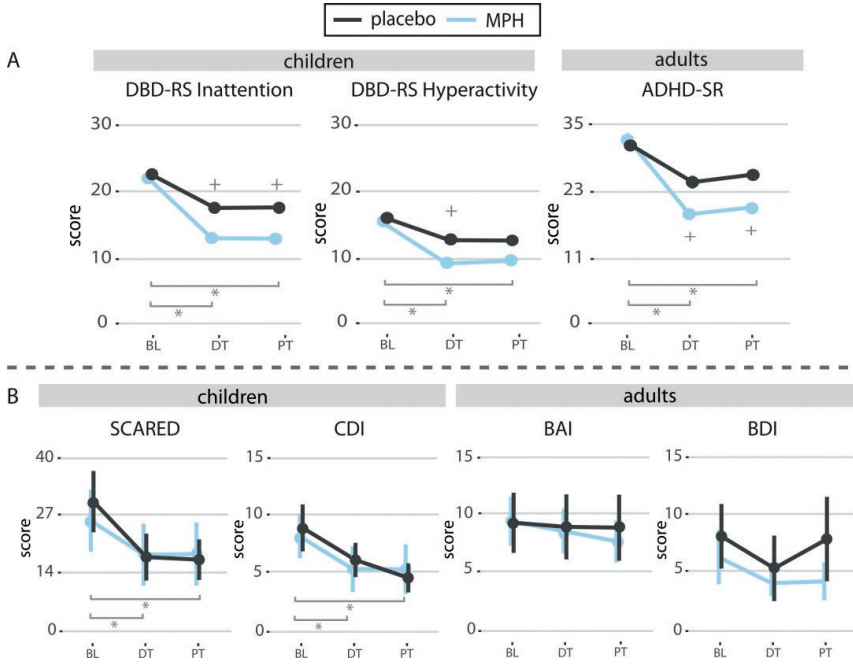 placebo MPH
A
children adults
DBD-RS Inattention DBD-RS Hyperactivity ADHD-SR
30 30 35
+ +
20 20 + 23
score score score
+ +
10 10 11
* * *
* * *
0 0 0
BL DT PT BL DT PT BL DT PT
B
children adults
SCARED CDI BAI BDI
40 15 15 15
27 10 10 10
score score score score
14 5 5 5
* *
* *
0 0 0 0
BL DT PT BL DT PT BL DT PT BL DT PT